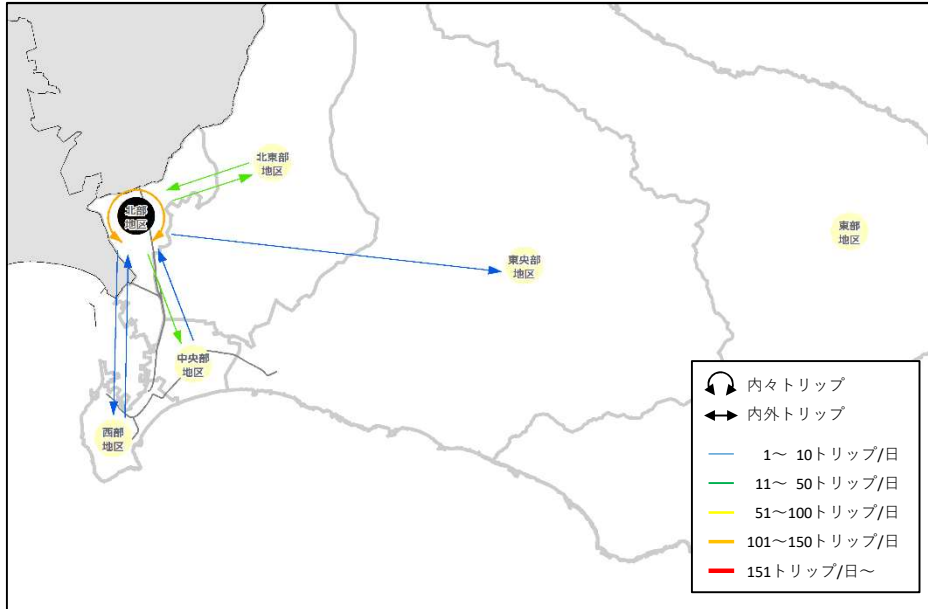 北東部
地区
北部
地区
東部
地区
東央部
地区
中央部
地区
西部
地区
内々トリップ
内外トリップ
1～ 10トリップ/日
11～ 50トリップ/日
51～100トリップ/日
101～150トリップ/日
151トリップ/日～